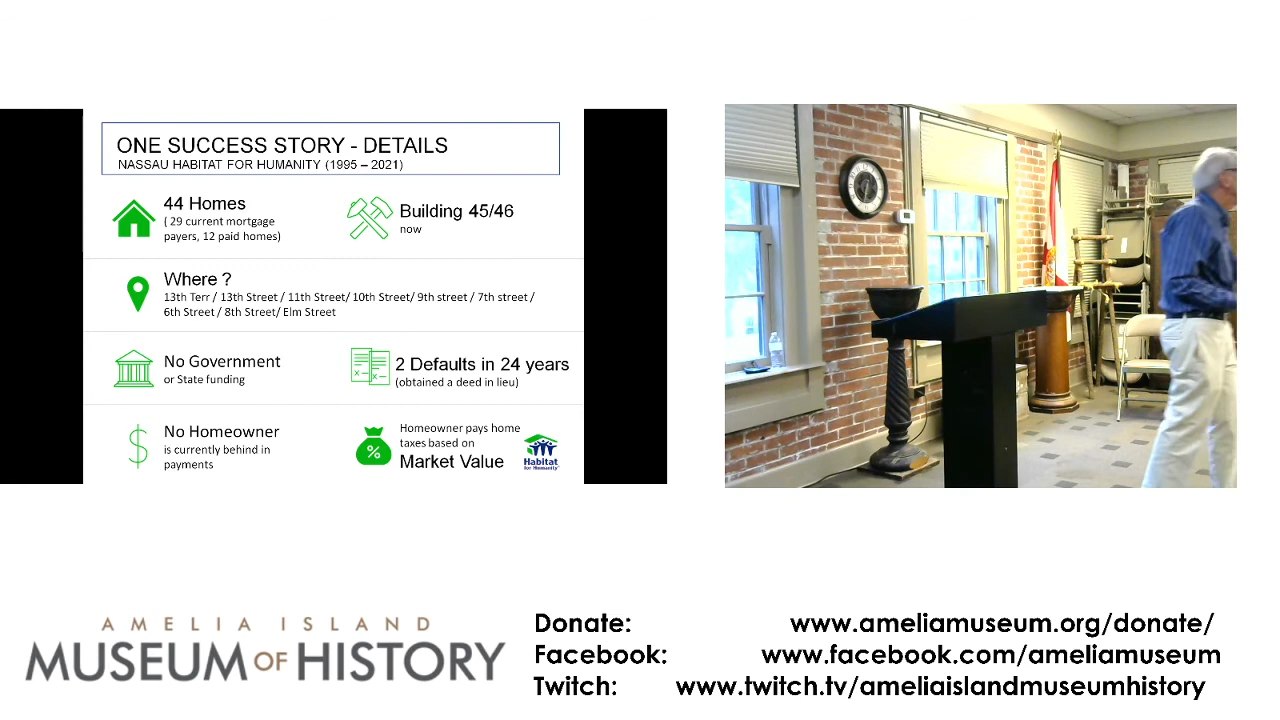 ONE SUCCESS STORY - DETAILS
NASSAU HABITAT FOR HUMANITY (1995 – 2021)
44 Homes
( 29 current mortgage
payers, 12 paid homes)
Building 45/46
now
Where ?
13th Terr / 13th Street / 11th Street/ 10th Street/ 9th street / 7th street /
6th Street / 8th Street/ Elm Street
No Government
or State funding
2 Defaults in 24 years
(obtained a deed in lieu)
No Homeowner
is currently behind in
payments
%
Homeowner pays home
taxes based on
Market Value
Habitat
for Humanity®
AMELIA ISLAND
MUSEUM OF HISTORY
Donate: www.ameliamuseum.org/donate/
Facebook: www.facebook.com/ameliamuseum
Twitch: www.twitch.tv/ameliaislandmuseumhistory